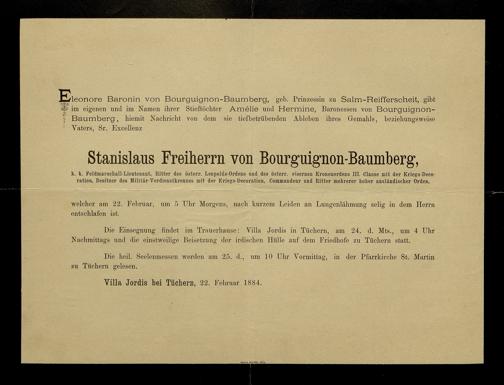 Eleonore Baronin von Bourguignon-Baumberg, geb. Prinzessin zu Salm-Reifferscheit, gibt
im eigenen und im Namen ihrer Stieftöchter Amélie und Hermine, Baronessen von Bourguignon-
Baumberg, hiemit Nachricht von dem sie tiefbetrübenden Ableben ihres Gemahls, beziehungsweise
Vaters, Sr. Excellenz
Stanislaus Freiherrn von Bourguignon-Baumberg,
k. k. Feldmarschall-Lieutenant, Ritter des österr. Leopolds-Ordens und des österr. eisernen Kronenordens III. Classe mit der Kriegs-Deco-
ration, Besitzer des Militär-Verdienstkreuzes mit der Kriegs-Decoration, Commandeur und Ritter mehrerer hoher ausländischer Orden,
welcher am 22. Februar, um 5 Uhr Morgens, nach kurzem Leiden an Lungenlähmung selig in dem Herrn
entschlafen ist.
Die Einsegnung findet im Trauerhause: Villa Jordis in Tüchern, am 24. d. Mts., um 4 Uhr
Nachmittags und die einstweilige Beisetzung der irdischen Hülle auf dem Friedhofe zu Tüchern statt.
Die heil. Seelenmessen werden am 25. d., um 10 Uhr Vormittag, in der Pfarrkirche St. Martin
zu Tüchern gelesen.
Villa Jordis bei Tüchern, 22. Februar 1884.